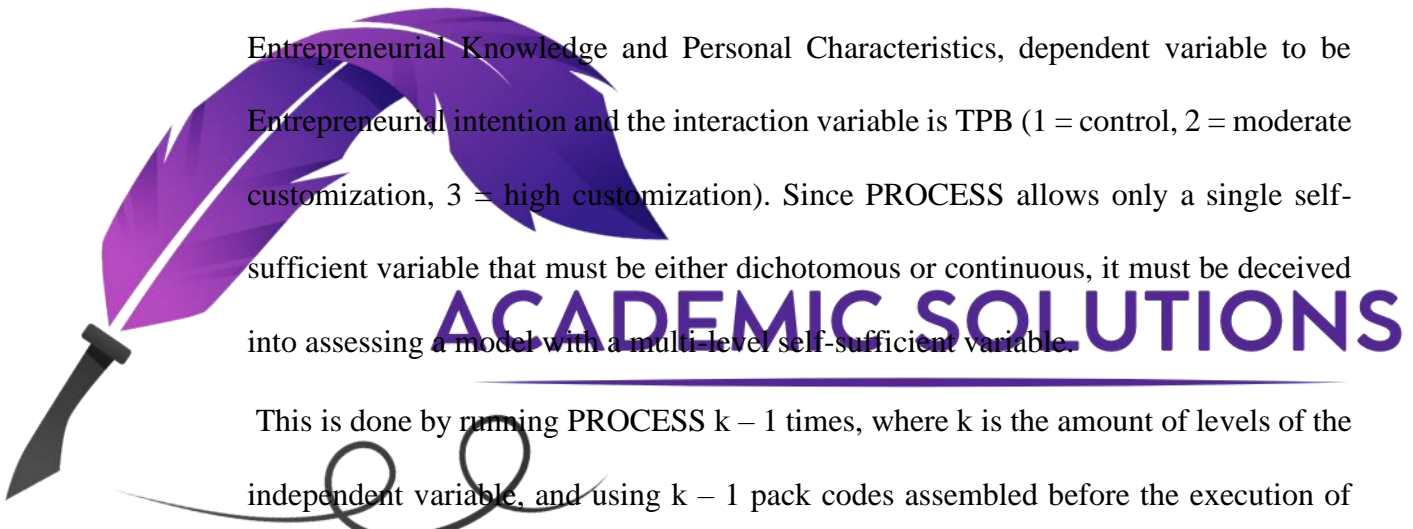 Entrepreneurial Knowledge and Personal Characteristics, dependent variable to be
Entrepreneurial intention and the interaction variable is TPB (1 = control, 2 = moderate
customization, 3 = high customization). Since PROCESS allows only a single self-
sufficient variable that must be either dichotomous or continuous, it must be deceived
into assessing a model with a multi-level self-sufficient variable.
ACADEMIC SOLUTIONS
This is done by running PROCESS k – 1 times, where k is the amount of levels of the
independent variable, and using k – 1 pack codes assembled before the execution of